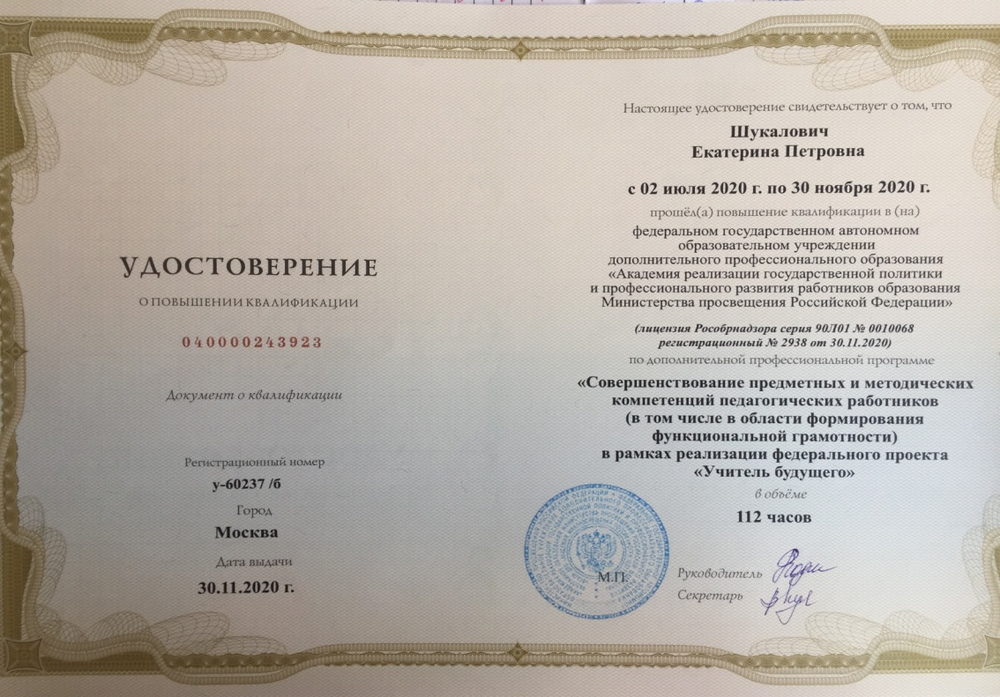 УДОСТОВЕРЕНИЕ
О ПОВЫШЕНИИ КВАЛИФИКАЦИИ
040000243923
Документ о квалификации
Регистрационный номер
у-60237 /б
Город
Москва
Дата выдачи
30.11.2020 г.
Настоящее удостоверение свидетельствует о том, что
Шукалович
Екатерина Петровна
с 02 июля 2020 г. по 30 ноября 2020 г.
прошёл(а) повышение квалификации в (на)
федеральном государственном автономном
образовательном учреждении
дополнительного профессионального образования
«Академия реализации государственной политики
и профессионального развития работников образования
Министерства просвещения Российской Федерации»
(лицензия Рособрнадзора серия 90Л01 № 0010068
регистрационный № 2938 от 30.11.2020)
по дополнительной профессиональной программе
«Совершенствование предметных и методических
компетенций педагогических работников
(в том числе в области формирования
функциональной грамотности)
в рамках реализации федерального проекта
«Учитель будущего»
в объёме
112 часов
М.П.
Руководитель
Секретарь